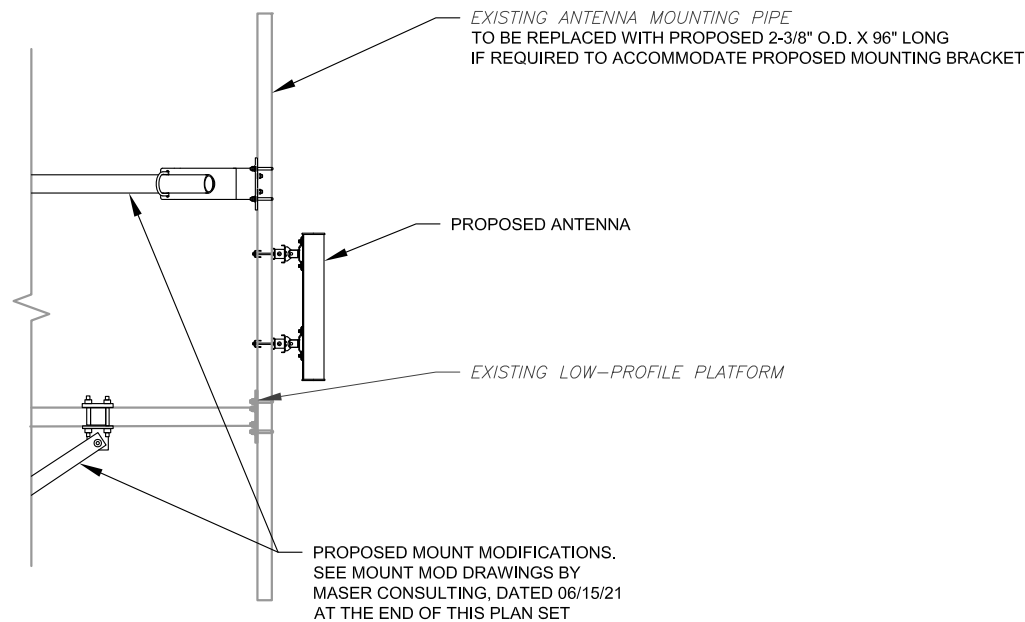 EXISTING ANTENNA MOUNTING PIPE
TO BE REPLACED WITH PROPOSED 2-3/8" O.D. X 96" LONG
IF REQUIRED TO ACCOMMODATE PROPOSED MOUNTING BRACKET
PROPOSED ANTENNA
EXISTING LOW-PROFILE PLATFORM
PROPOSED MOUNT MODIFICATIONS.
SEE MOUNT MOD DRAWINGS BY
MASER CONSULTING, DATED 06/15/21
AT THE END OF THIS PLAN SET